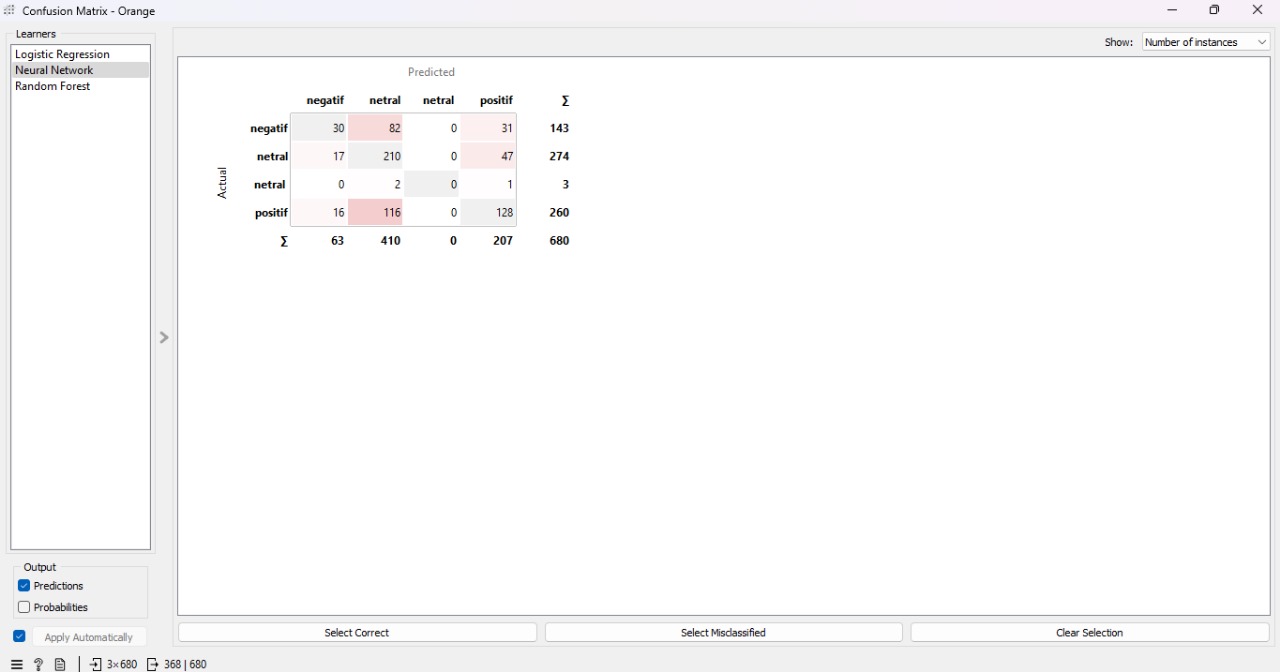 Confusion Matrix - Orange
Learners
Logistic Regression
Neural Network
Random Forest
Show: Number of instances
Predicted
negatif netral netral positif Σ
Actual
negatif 30 82 0 31 143
netral 17 210 0 47 274
netral 0 2 0 1 3
positif 16 116 0 128 260
Σ 63 410 0 207 680
Output
Predictions
Probabilities
Apply Automatically
Select Correct
Select Misclassified
Clear Selection
3×680
368 | 680